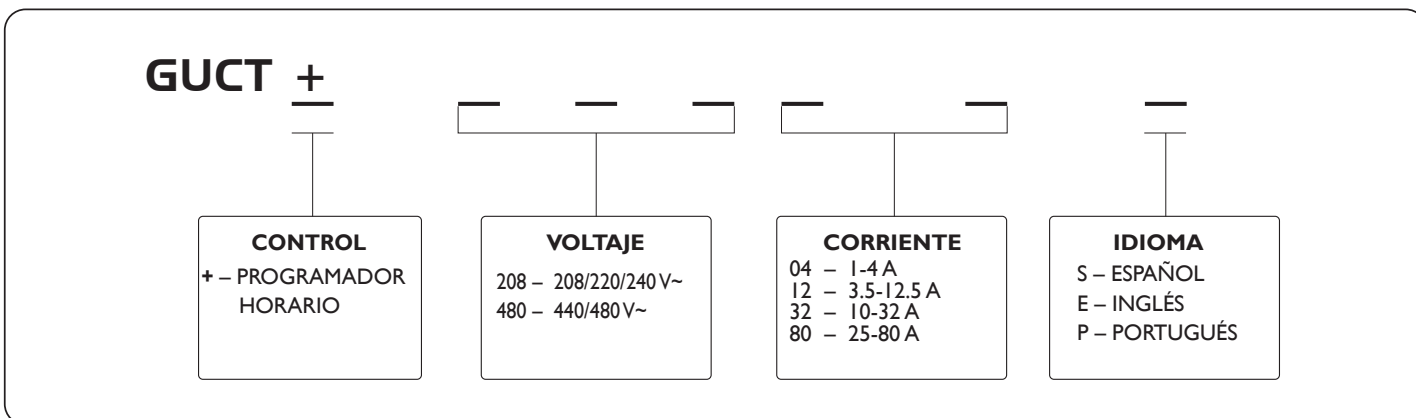 GUCT +
CONTROL
+ – PROGRAMADOR
HORARIO
VOLTAJE
208 – 208/220/240 V~
480 – 440/480 V~
CORRIENTE
04 – 1-4 A
12 – 3.5-12.5 A
32 – 10-32 A
80 – 25-80 A
IDIOMA
S – ESPAÑOL
E – INGLÉS
P – PORTUGUÉS